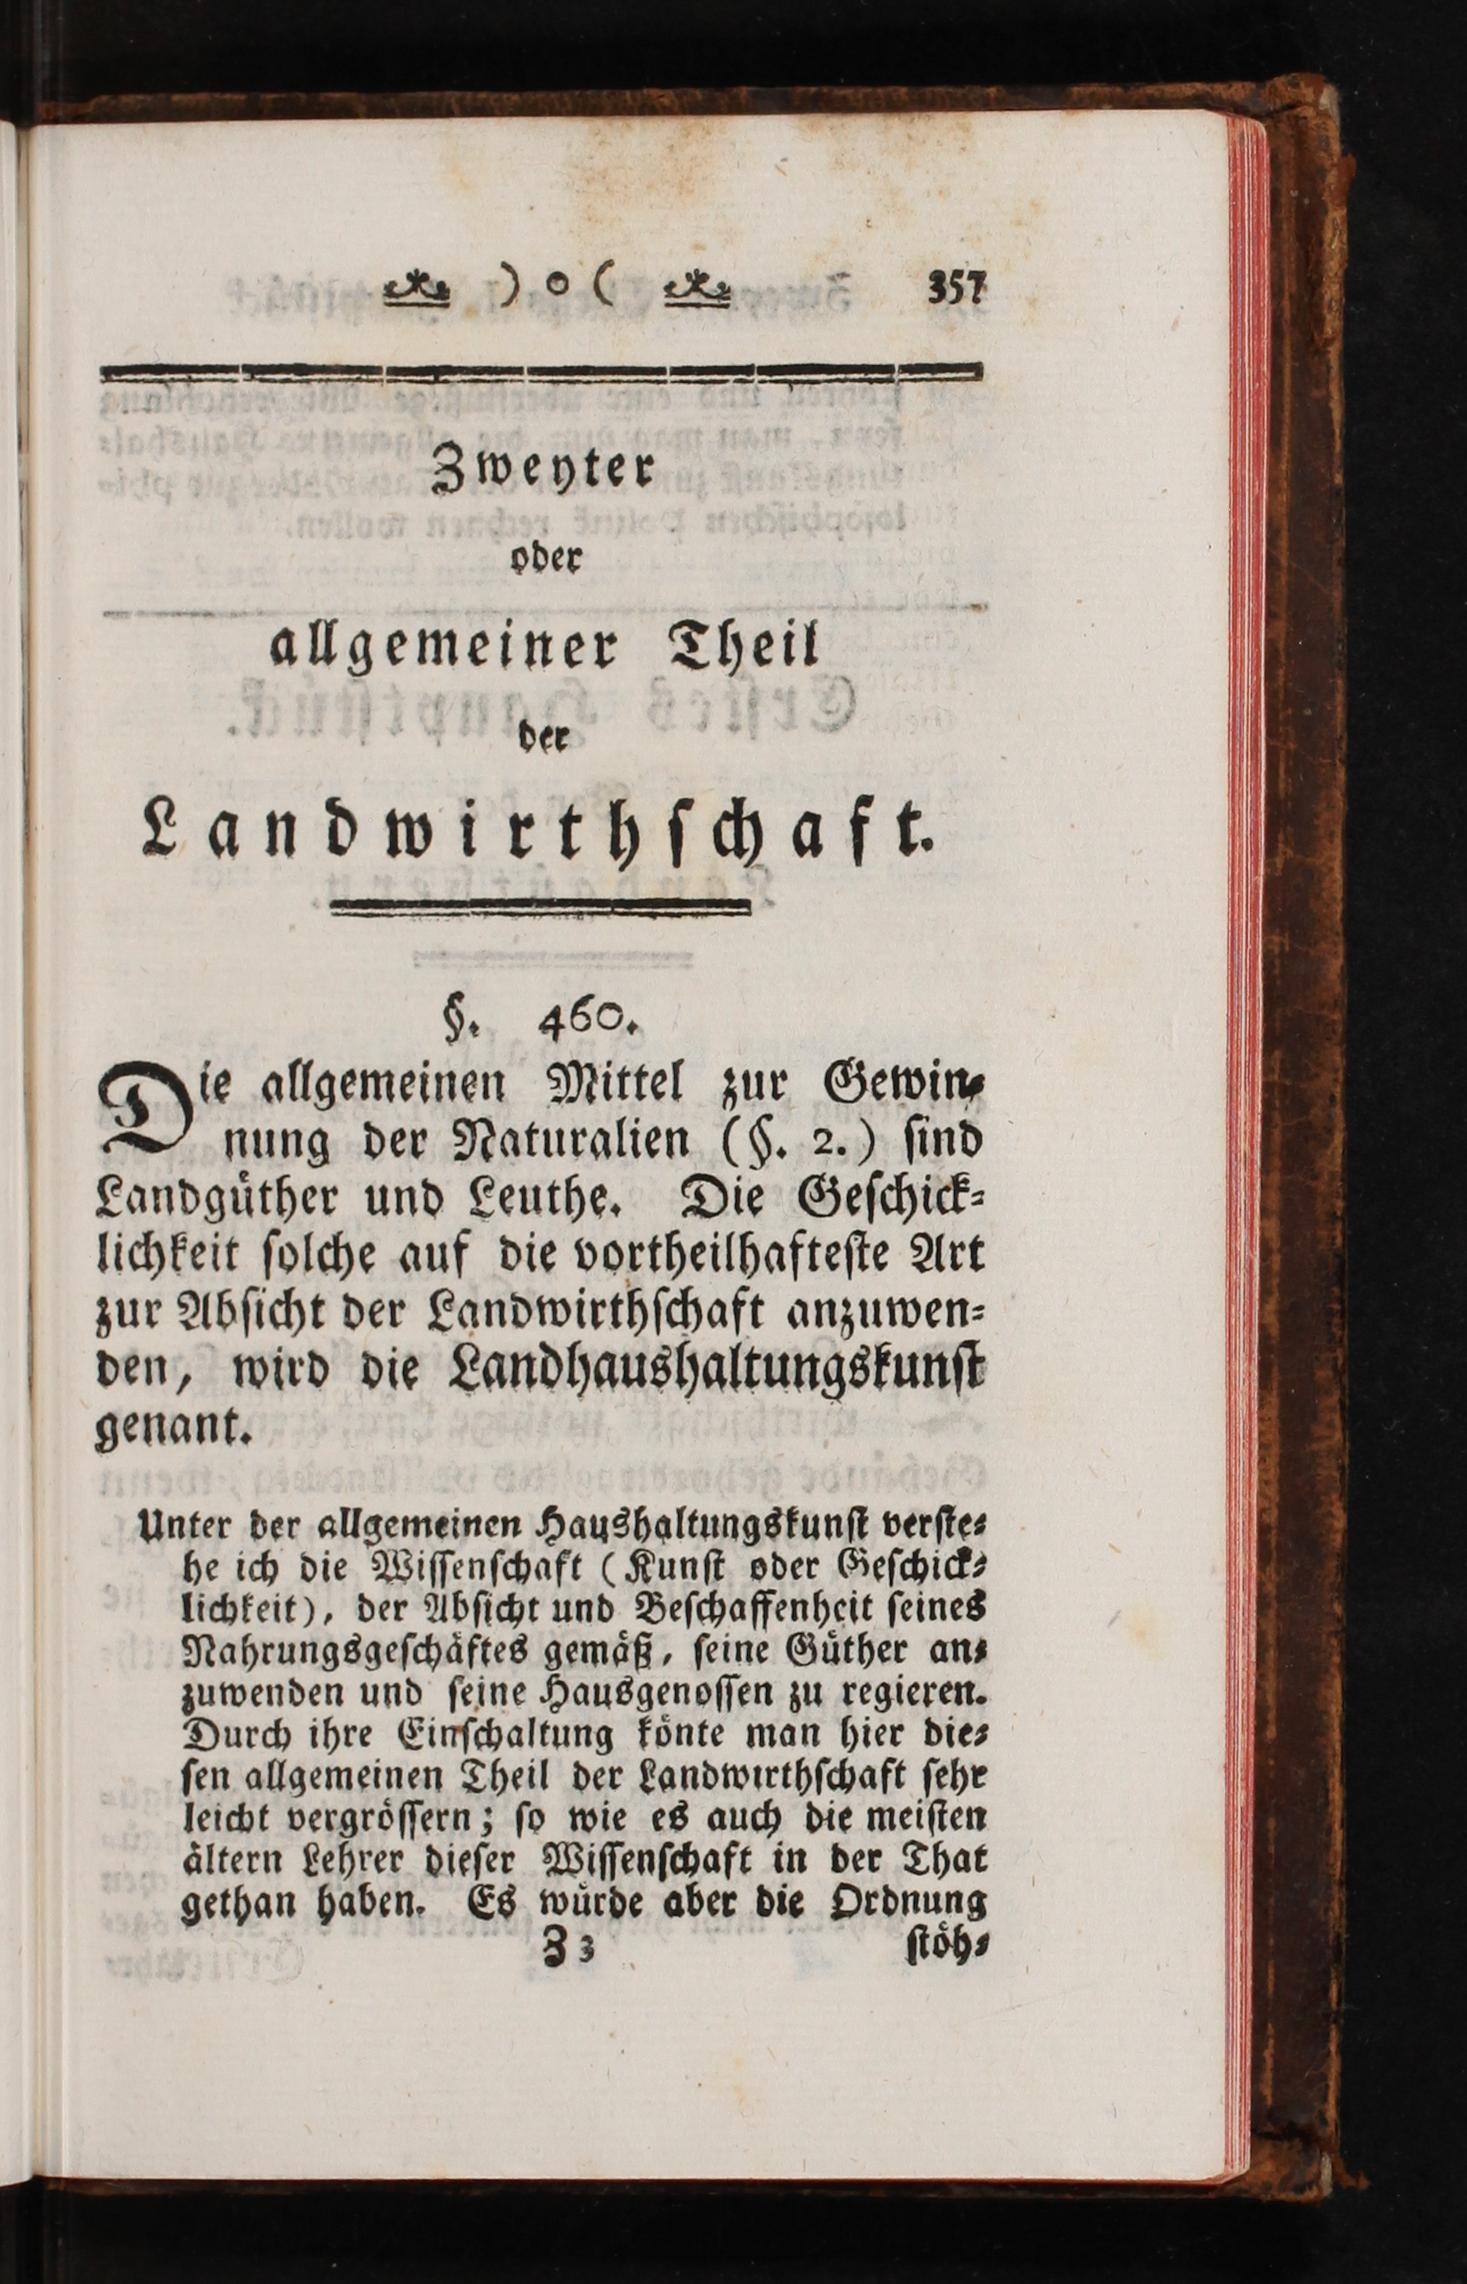 ) o ( 357
Zweyter
oder
allgemeiner Theil
der
Landwirthſchaft.
§. 460.
Die allgemeinen Mittel zur Gewin⸗
nung der Naturalien (§. 2.) ſind
Landgüther und Leuthe. Die Geſchick⸗
lichkeit ſolche auf die vortheilhafteſte Art
zur Abſicht der Landwirthſchaft anzuwen⸗
den, wird die Landhaushaltungskunſt
genant.
Unter der allgemeinen Haushaltungskunſt verſte⸗
he ich die Wiſſenſchaft (Kunſt oder Geſchick⸗
lichkeit), der Abſicht und Beſchaffenheit ſeines
Nahrungsgeſchäftes gemäß, ſeine Güther an⸗
zuwenden und ſeine Hausgenoſſen zu regieren.
Durch ihre Einſchaltung könte man hier die⸗
ſen allgemeinen Theil der Landwirthſchaft ſehr
leicht vergröſſern; ſo wie es auch die meiſten
ältern Lehrer dieſer Wiſſenſchaft in der That
gethan haben. Es würde aber die Ordnung
Z 3 ſtöh⸗